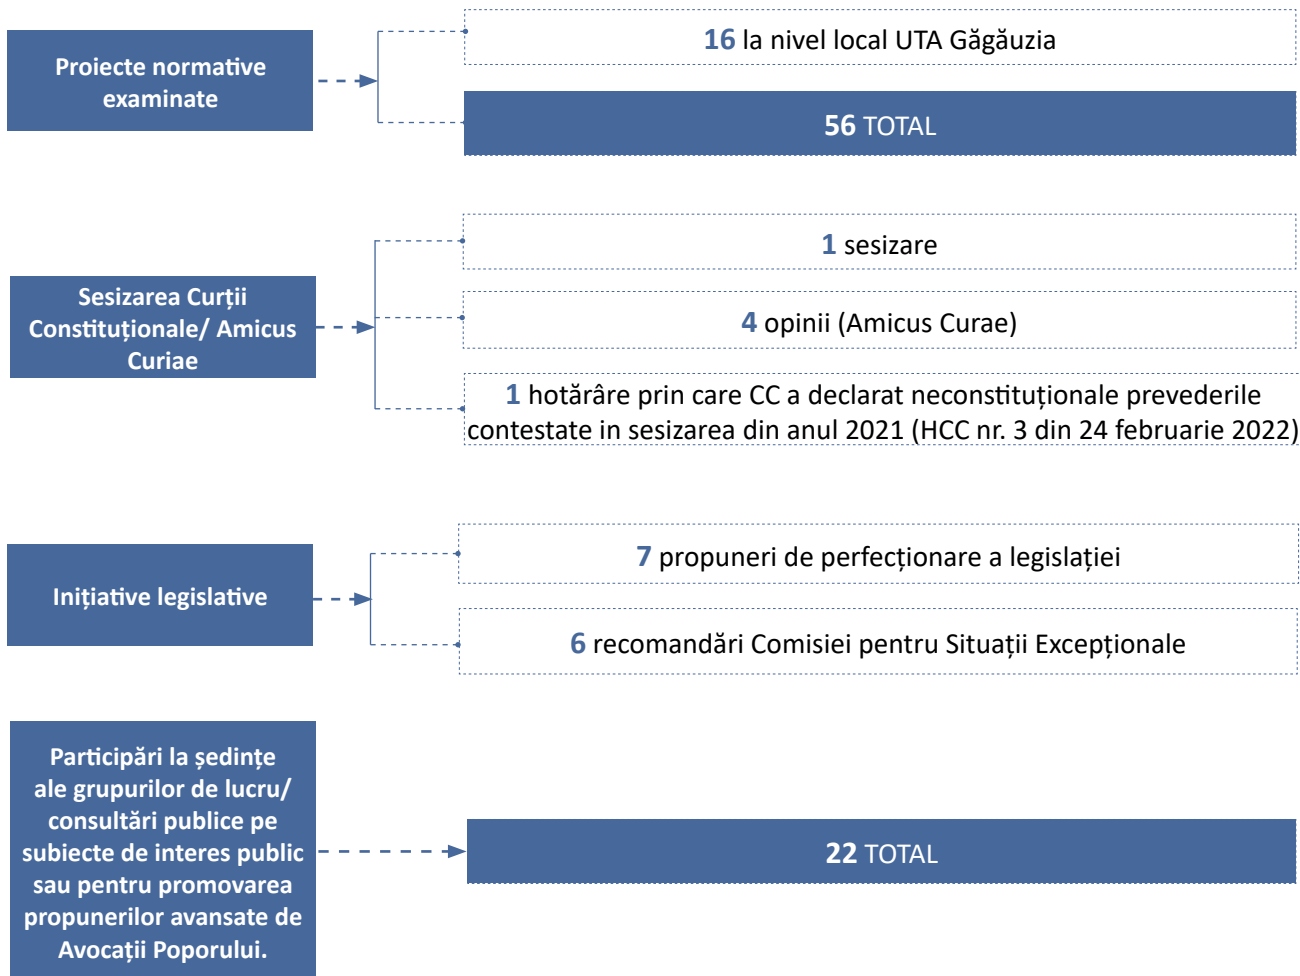 Proiecte normative
examinate
16 la nivel local UTA Găgăuzia
56 TOTAL
Sesizarea Curții
Constituționale/ Amicus
Curiae
1 sesizare
4 opinii (Amicus Curae)
1 hotărâre prin care CC a declarat neconstituționale prevederile
contestate in sesizarea din anul 2021 (HCC nr. 3 din 24 februarie 2022)
Inițiative legislative
7 propuneri de perfecționare a legislației
6 recomandări Comisiei pentru Situații Excepționale
Participări la ședințe
ale grupurilor de lucru/
consultări publice pe
subiecte de interes public
sau pentru promovarea
propunerilor avansate de
Avocații Poporului.
22 TOTAL